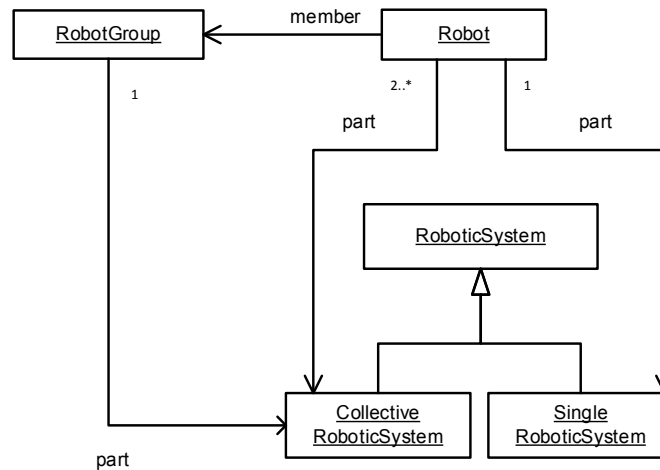 member
RobotGroup
Robot
1
2..*
1
part
part
RoboticSystem
Collective
RoboticSystem
Single
RoboticSystem
part